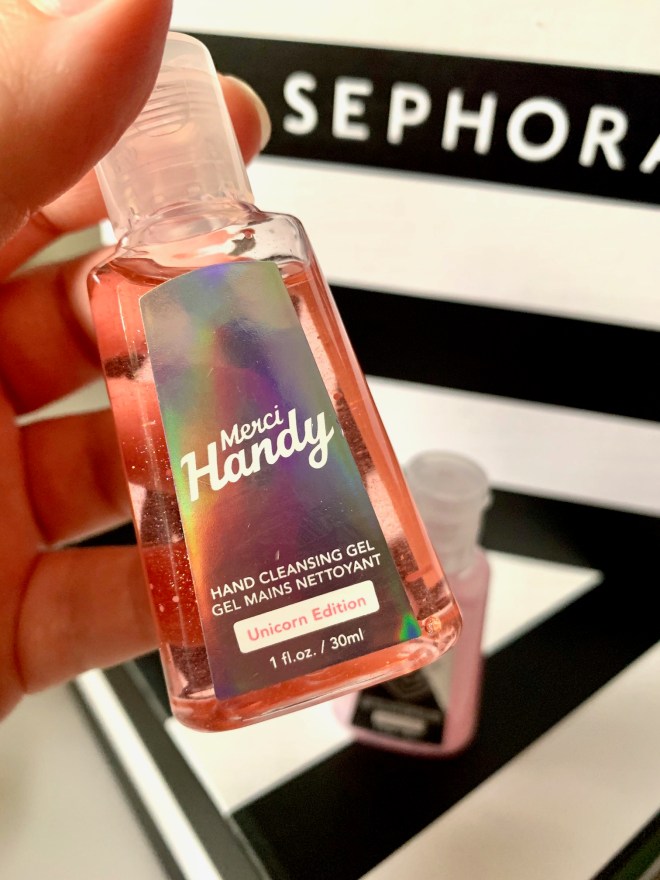 SEPHORA
Merci
Handy
HAND CLEANSING GEL
GEL MAINS NETTOYANT
Unicorn Edition
1 fl.oz. / 30ml